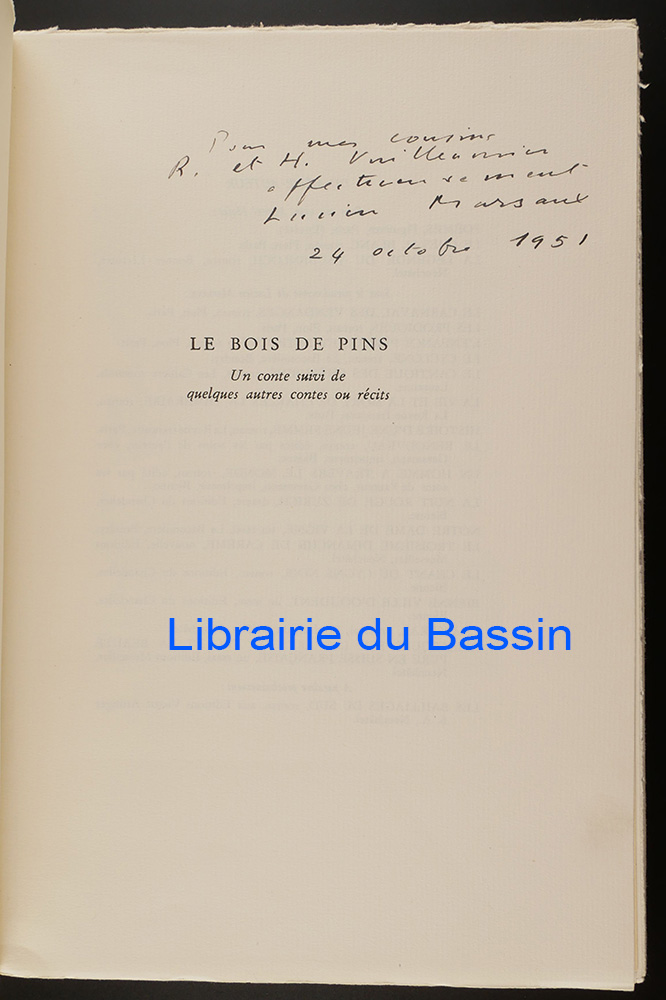 Pour mes cousins
R. et H. Vuilleumier
affectueusement
Lucien Marsaux
24 octobre 1951
LE BOIS DE PINS
Un conte suivi de
quelques autres contes ou récits
Librairie du Bassin